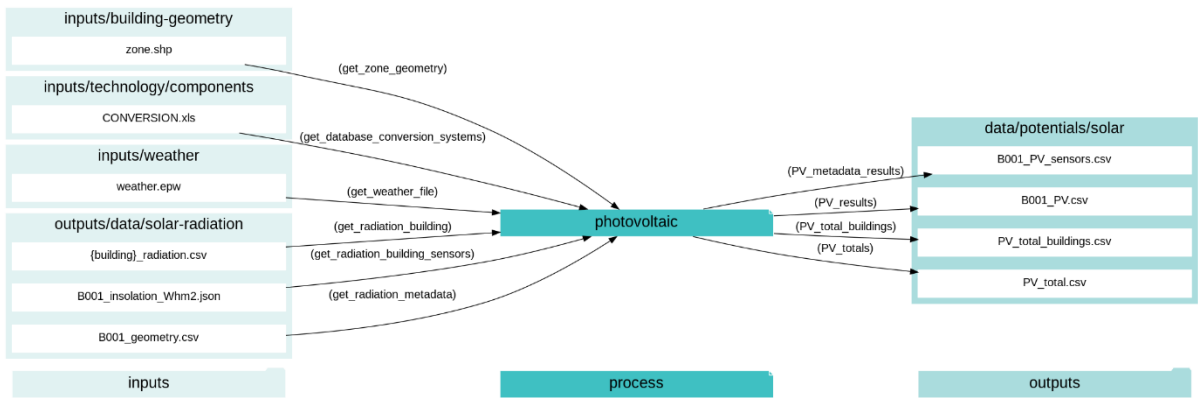 inputs/building-geometry
zone.shp
(get_zone_geometry)
inputs/technology/components
CONVERSION.xls
(get_database_conversion_systems)
inputs/weather
weather.epw
(get_weather_file)
outputs/data/solar-radiation
{building}_radiation.csv
(get_radiation_building)
B001_insolation_Whm2.json
(get_radiation_building_sensors)
B001_geometry.csv
(get_radiation_metadata)
photovoltaic
(PV_metadata_results)
(PV_results)
(PV_total_buildings)
(PV_totals)
data/potentials/solar
B001_PV_sensors.csv
B001_PV.csv
PV_total_buildings.csv
PV_total.csv
inputs
process
outputs